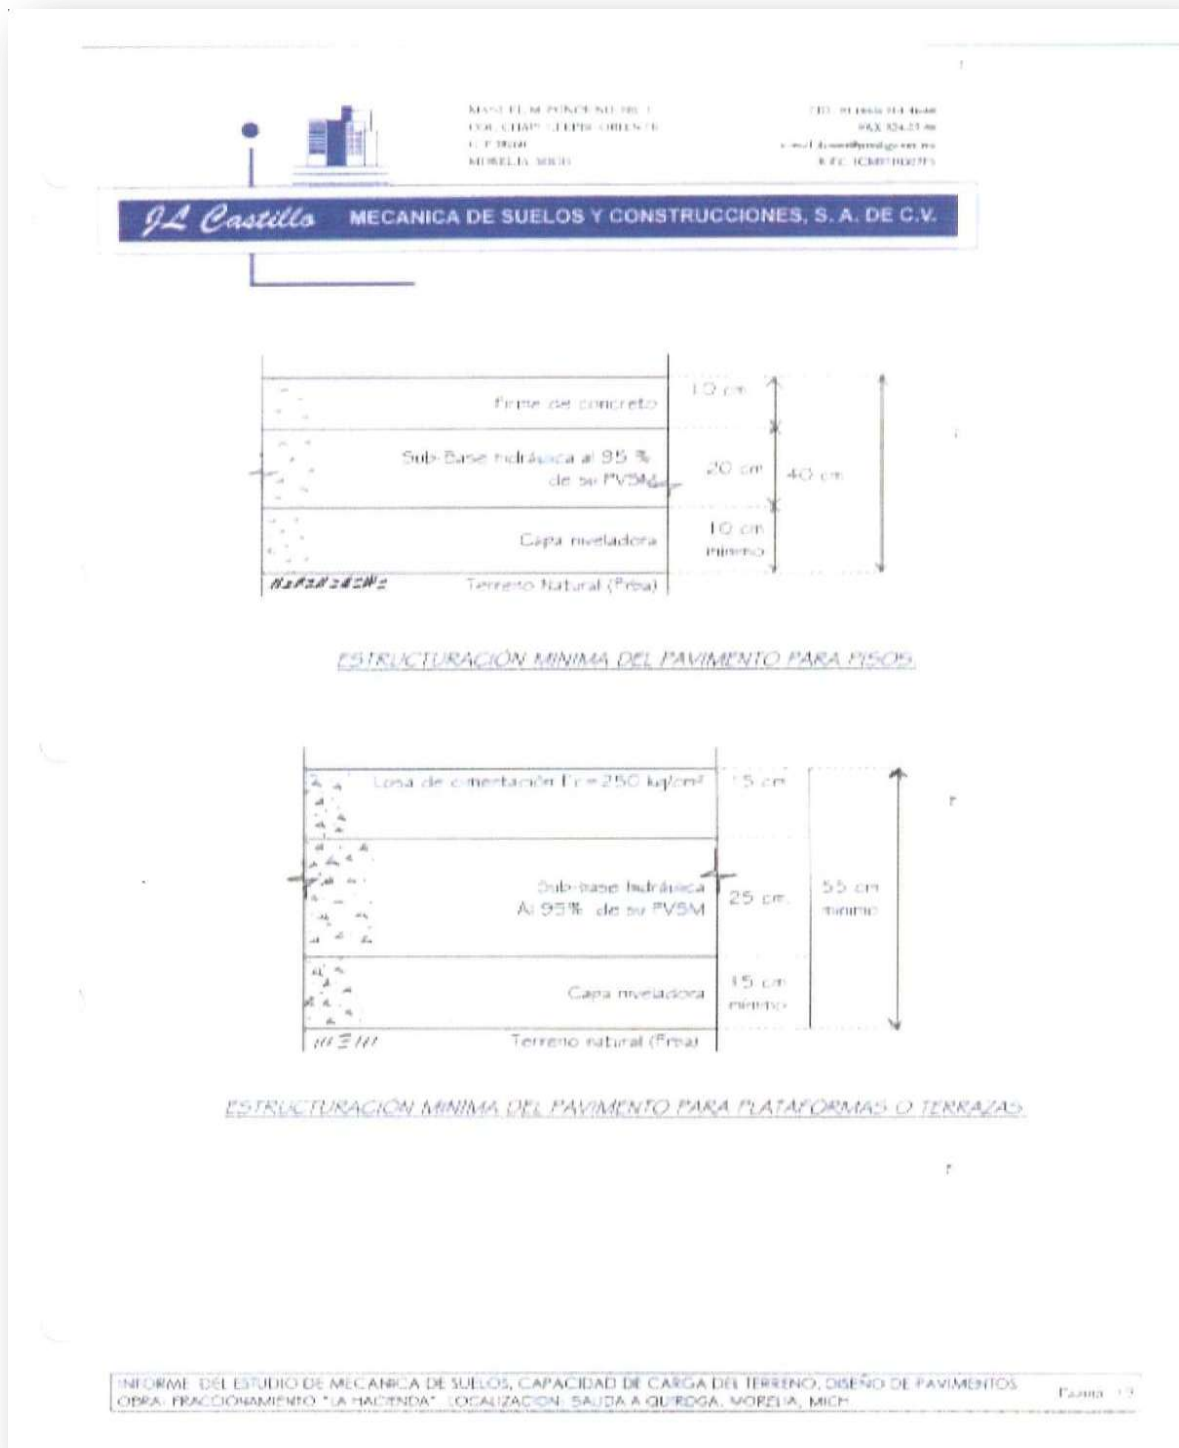 MORELIA, MICH
JL Castillo MECANICA DE SUELOS Y CONSTRUCCIONES, S. A. DE C.V.
Firme de concreto
10 cm
Sub-Base hidráulica al 95 %
de su PVSM
20 cm
40 cm
Capa niveladora
10 cm
mínimo
Terreno Natural (Prba)
ESTRUCTURACIÓN MINIMA DEL PAVIMENTO PARA PISOS
Losa de cimentación f'c=250 kg/cm²
15 cm
Sub-base hidráulica
Al 95% de su PVSM
25 cm.
55 cm
mínimo
Capa niveladora
15 cm
mínimo
Terreno natural (Prba)
ESTRUCTURACIÓN MINIMA DEL PAVIMENTO PARA PLATAFORMAS O TERRAZAS
INFORME DEL ESTUDIO DE MECANICA DE SUELOS, CAPACIDAD DE CARGA DEL TERRENO, DISEÑO DE PAVIMENTOS
OBRA: FRACCIONAMIENTO "LA HACIENDA" LOCALIZACION: SALIDA A QUIROGA, MORELIA, MICH
Página